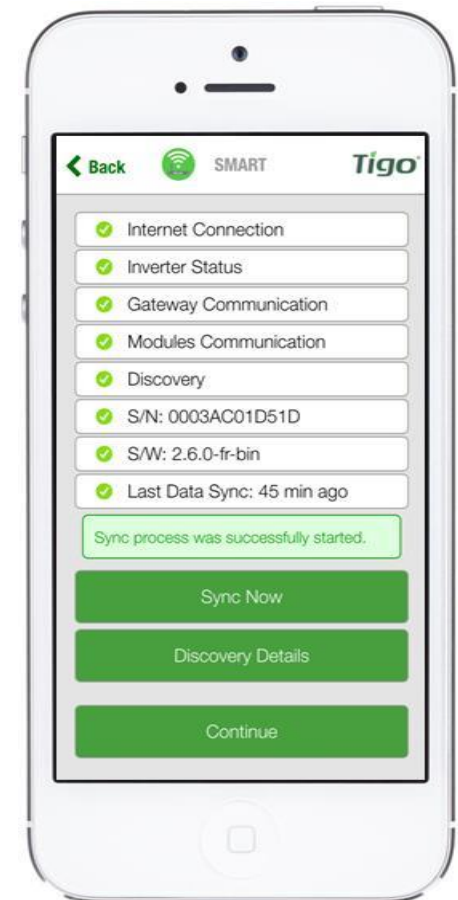 Back
SMART
Tigo
Internet Connection
Inverter Status
Gateway Communication
Modules Communication
Discovery
S/N: 0003AC01D51D
S/W: 2.6.0-fr-bin
Last Data Sync: 45 min ago
Sync process was successfully started.
Sync Now
Discovery Details
Continue